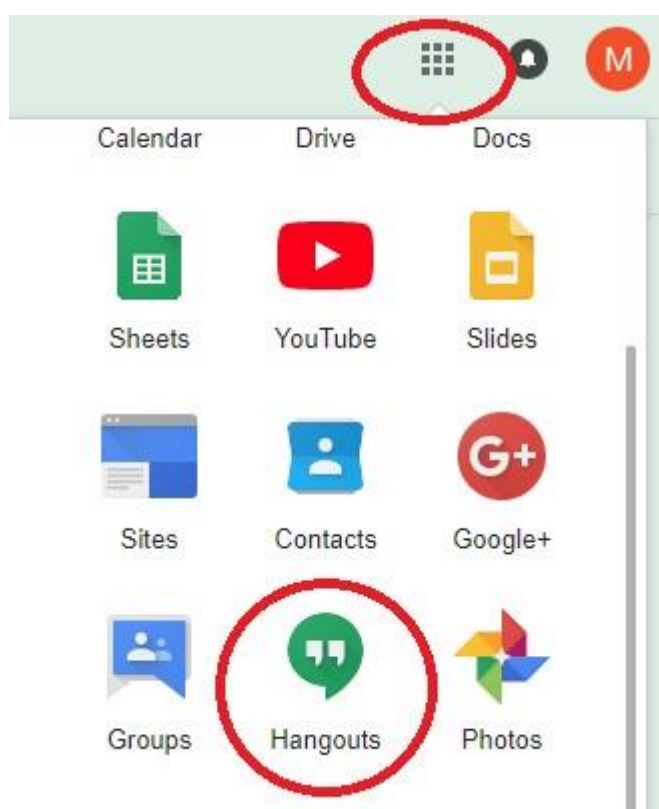 M
Calendar Drive Docs
Sheets YouTube Slides
G+
Sites Contacts Google+
Groups Hangouts Photos